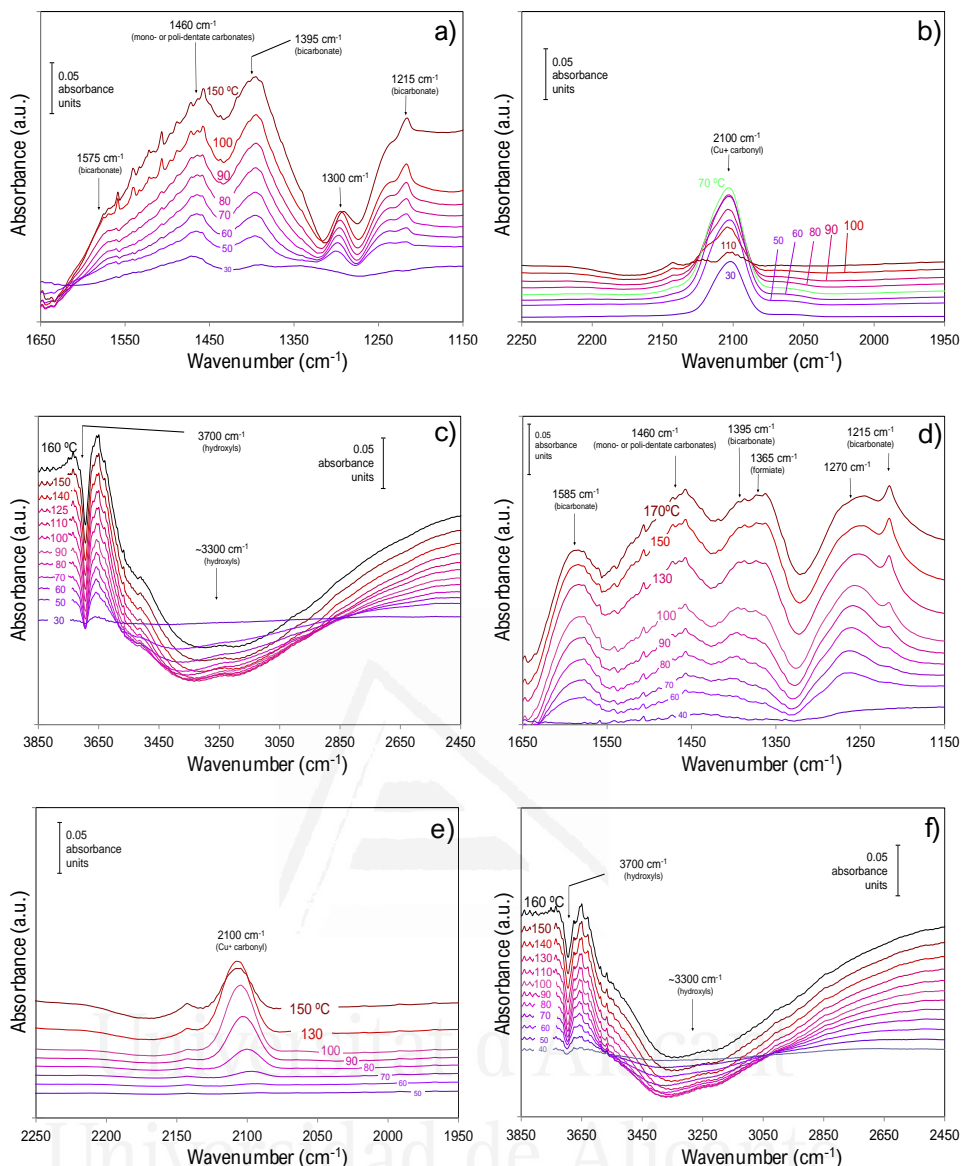 a)
1460 cm-1
(mono- or poli-dentate carbonates)
1395 cm-1
(bicarbonate)
1215 cm-1
(bicarbonate)
0.05
absorbance
units
150 ºC
1575 cm-1
(bicarbonate)
1300 cm-1
100
90
80
70
60
50
30
Absorbance (a.u.)
1650 1550 1450 1350 1250 1150
Wavenumber (cm-1)
b)
0.05
absorbance
units
2100 cm-1
(Cu+ carbonyl)
70 ºC
50 60 80 90 100
110
30
Absorbance (a.u.)
2250 2200 2150 2100 2050 2000 1950
Wavenumber (cm-1)
c)
3700 cm-1
(hydroxyls)
0.05
absorbance
units
160 ºC
150
140
125
110
100
90
80
70
60
50
30
~3300 cm-1
(hydroxyls)
Absorbance (a.u.)
3850 3650 3450 3250 3050 2850 2650 2450
Wavenumber (cm-1)
d)
0.05
absorbance
units
1460 cm-1
(mono- or poli-dentate carbonates)
1395 cm-1
(bicarbonate)
1365 cm-1
(formiate)
1215 cm-1
(bicarbonate)
1270 cm-1
1585 cm-1
(bicarbonate)
170ºC
150
130
100
90
80
70
60
40
Absorbance (a.u.)
1650 1550 1450 1350 1250 1150
Wavenumber (cm-1)
e)
0.05
absorbance
units
2100 cm-1
(Cu+ carbonyl)
150 ºC
130
100
90
80
70
60
50
Absorbance (a.u.)
2250 2200 2150 2100 2050 2000 1950
Wavenumber (cm-1)
f)
0.05
absorbance
units
3700 cm-1
(hydroxyls)
160 ºC
150
140
130
110
100
90
80
70
60
50
40
~3300 cm-1
(hydroxyls)
Absorbance (a.u.)
3850 3650 3450 3250 3050 2850 2650 2450
Wavenumber (cm-1)
Universitat d'Alacant
Universidad de Alicante